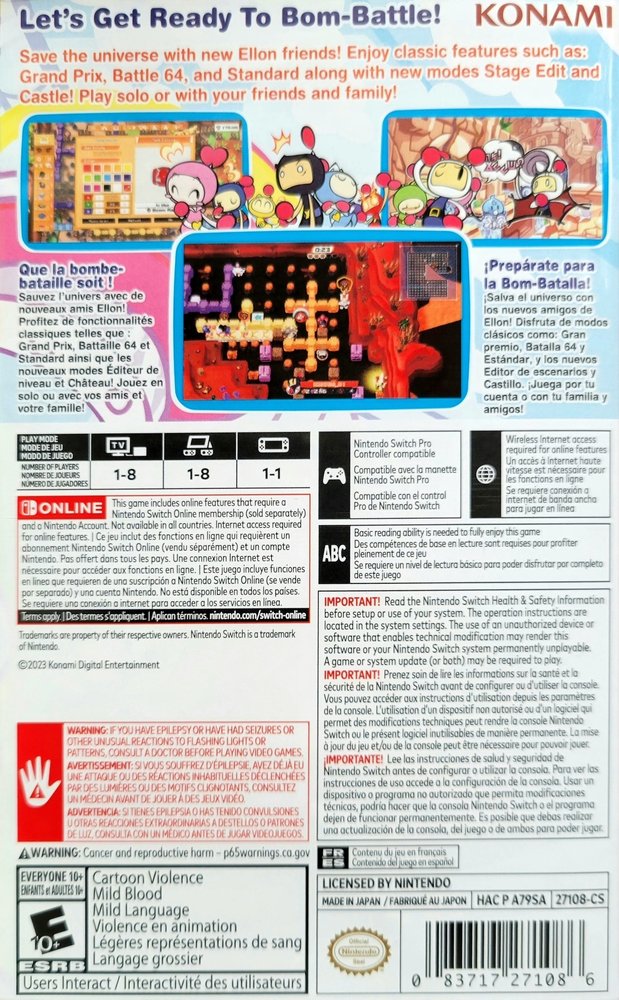 Let's Get Ready To Bom-Battle!
KONAMI
Save the universe with new Ellon friends! Enjoy classic features such as:
Grand Prix, Battle 64, and Standard along with new modes Stage Edit and
Castle! Play solo or with your friends and family!
0:23
Que la bombe-
bataille soit !
Sauvez l'univers avec de
nouveaux amis Ellon!
Profitez de fonctionnalités
classiques telles que :
Grand Prix, Battaille 64 et
Standard ainsi que les
nouveaux modes Éditeur de
niveau et Château! Jouez en
solo ou avec vos amis et
votre famille!
¡Prepárate para
la Bom-Batalla!
¡Salva el universo con
los nuevos amigos de
Ellon! Disfruta de modos
clásicos como: Gran
premio, Batalla 64 y
Estándar, y los nuevos
Editor de escenarios y
Castillo. ¡Juega por tu
cuenta o con tu familia y
amigos!
PLAY MODE
MODE DE JEU
MODO DE JUEGO
TV
NUMBER OF PLAYERS
NOMBRE DE JOUEURS
NÚMERO DE JUGADORES
1-8
1-8
1-1
ONLINE
This game includes online features that require a
Nintendo Switch Online membership (sold separately)
and a Nintendo Account. Not available in all countries. Internet access required
for online features. | Ce jeu inclut des fonctions en ligne qui requièrent un
abonnement Nintendo Switch Online (vendu séparément) et un compte
Nintendo. Pas offert dans tous les pays. Une connexion Internet est
nécessaire pour accéder aux fonctions en ligne. | Este juego incluye funciones
en línea que requieren de una suscripción a Nintendo Switch Online (se vende
por separado) y una cuenta Nintendo. No está disponible en todos los países.
Se requiere una conexión a internet para acceder a los servicios en línea.
Terms apply. | Des termes s'appliquent. | Aplican términos. nintendo.com/switch-online
Trademarks are property of their respective owners. Nintendo Switch is a trademark
of Nintendo.
©2023 Konami Digital Entertainment
WARNING: IF YOU HAVE EPILEPSY OR HAVE HAD SEIZURES OR
OTHER UNUSUAL REACTIONS TO FLASHING LIGHTS OR
PATTERNS, CONSULT A DOCTOR BEFORE PLAYING VIDEO GAMES.
AVERTISSEMENT: SI VOUS SOUFFREZ D'ÉPILEPSIE, AVEZ DÉJÀ EU
UNE ATTAQUE OU DES RÉACTIONS INHABITUELLES DÉCLENCHÉES
PAR DES LUMIÈRES OU DES MOTIFS CLIGNOTANTS, CONSULTEZ
UN MÉDECIN AVANT DE JOUER À DES JEUX VIDÉO.
ADVERTENCIA: SI TIENES EPILEPSIA O HAS TENIDO CONVULSIONES
U OTRAS REACCIONES EXTRAORDINARIAS A DESTELLOS O PATRONES
DE LUZ, CONSULTA CON UN MÉDICO ANTES DE JUGAR VIDEOJUEGOS.
WARNING: Cancer and reproductive harm – p65warnings.ca.gov
EVERYONE 10+
ENFANTS et ADULTES 10+
E
10+
ESRB
Cartoon Violence
Mild Blood
Mild Language
Violence en animation
Légères représentations de sang
Langage grossier
Users Interact / Interactivité des utilisateurs
Nintendo Switch Pro
Controller compatible
Compatible avec la manette
Nintendo Switch Pro
Compatible con el control
Pro de Nintendo Switch
Wireless Internet access
required for online features
Un accès à Internet haute
vitesse est nécessaire pour
les fonctions en ligne
Se requiere conexión a
internet de banda ancha
para jugar en línea
ABC
Basic reading ability is needed to fully enjoy this game
Des compétences de base en lecture sont requises pour profiter
pleinement de ce jeu
Se requiere un nivel de lectura básica para poder disfrutar por completo
de este juego
IMPORTANT! Read the Nintendo Switch Health & Safety Information
before setup or use of your system. The operation instructions are
located in the system settings. The use of an unauthorized device or
software that enables technical modification may render this
software or your Nintendo Switch system permanently unplayable.
A game or system update (or both) may be required to play.
IMPORTANT! Prenez soin de lire les informations sur la santé et la
sécurité de la Nintendo Switch avant de configurer ou d'utiliser la console.
Vous pouvez accéder aux instructions d'utilisation depuis les paramètres
de la console. L'utilisation d'un dispositif non autorisé ou d'un logiciel qui
permet des modifications techniques peut rendre la console Nintendo
Switch ou le présent logiciel inutilisables de manière permanente. La mise
à jour du jeu et/ou de la console peut être nécessaire pour pouvoir jouer.
¡IMPORTANTE! Lee las instrucciones de salud y seguridad de
Nintendo Switch antes de configurar o utilizar la consola. Para ver las
instrucciones de uso accede a la configuración de la consola. Usar un
dispositivo o programa no autorizado que permita modificaciones
técnicas, podría hacer que la consola Nintendo Switch o el programa
dejen de funcionar permanentemente. Es posible que debas realizar
una actualización de la consola, del juego o de ambos para poder jugar.
FR
ES
Contenu du jeu en français
Contenido del juego en español
LICENSED BY NINTENDO
MADE IN JAPAN / FABRIQUÉ AU JAPON
HAC P A79SA
27108-CS
Official
Nintendo
Seal
0 83717 27108 6